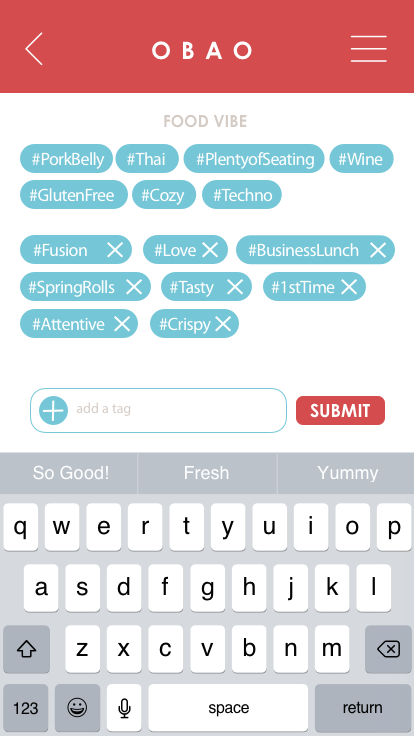 OBAO
FOOD VIBE
#PorkBelly #Thai #PlentyofSeating #Wine
#GlutenFree #Cozy #Techno
#Fusion #Love #BusinessLunch
#SpringRolls #Tasty #1stTime
#Attentive #Crispy
add a tag SUBMIT
So Good! Fresh Yummy
q w e r t y u i o p
a s d f g h j k l
z x c v b n m
123 space return